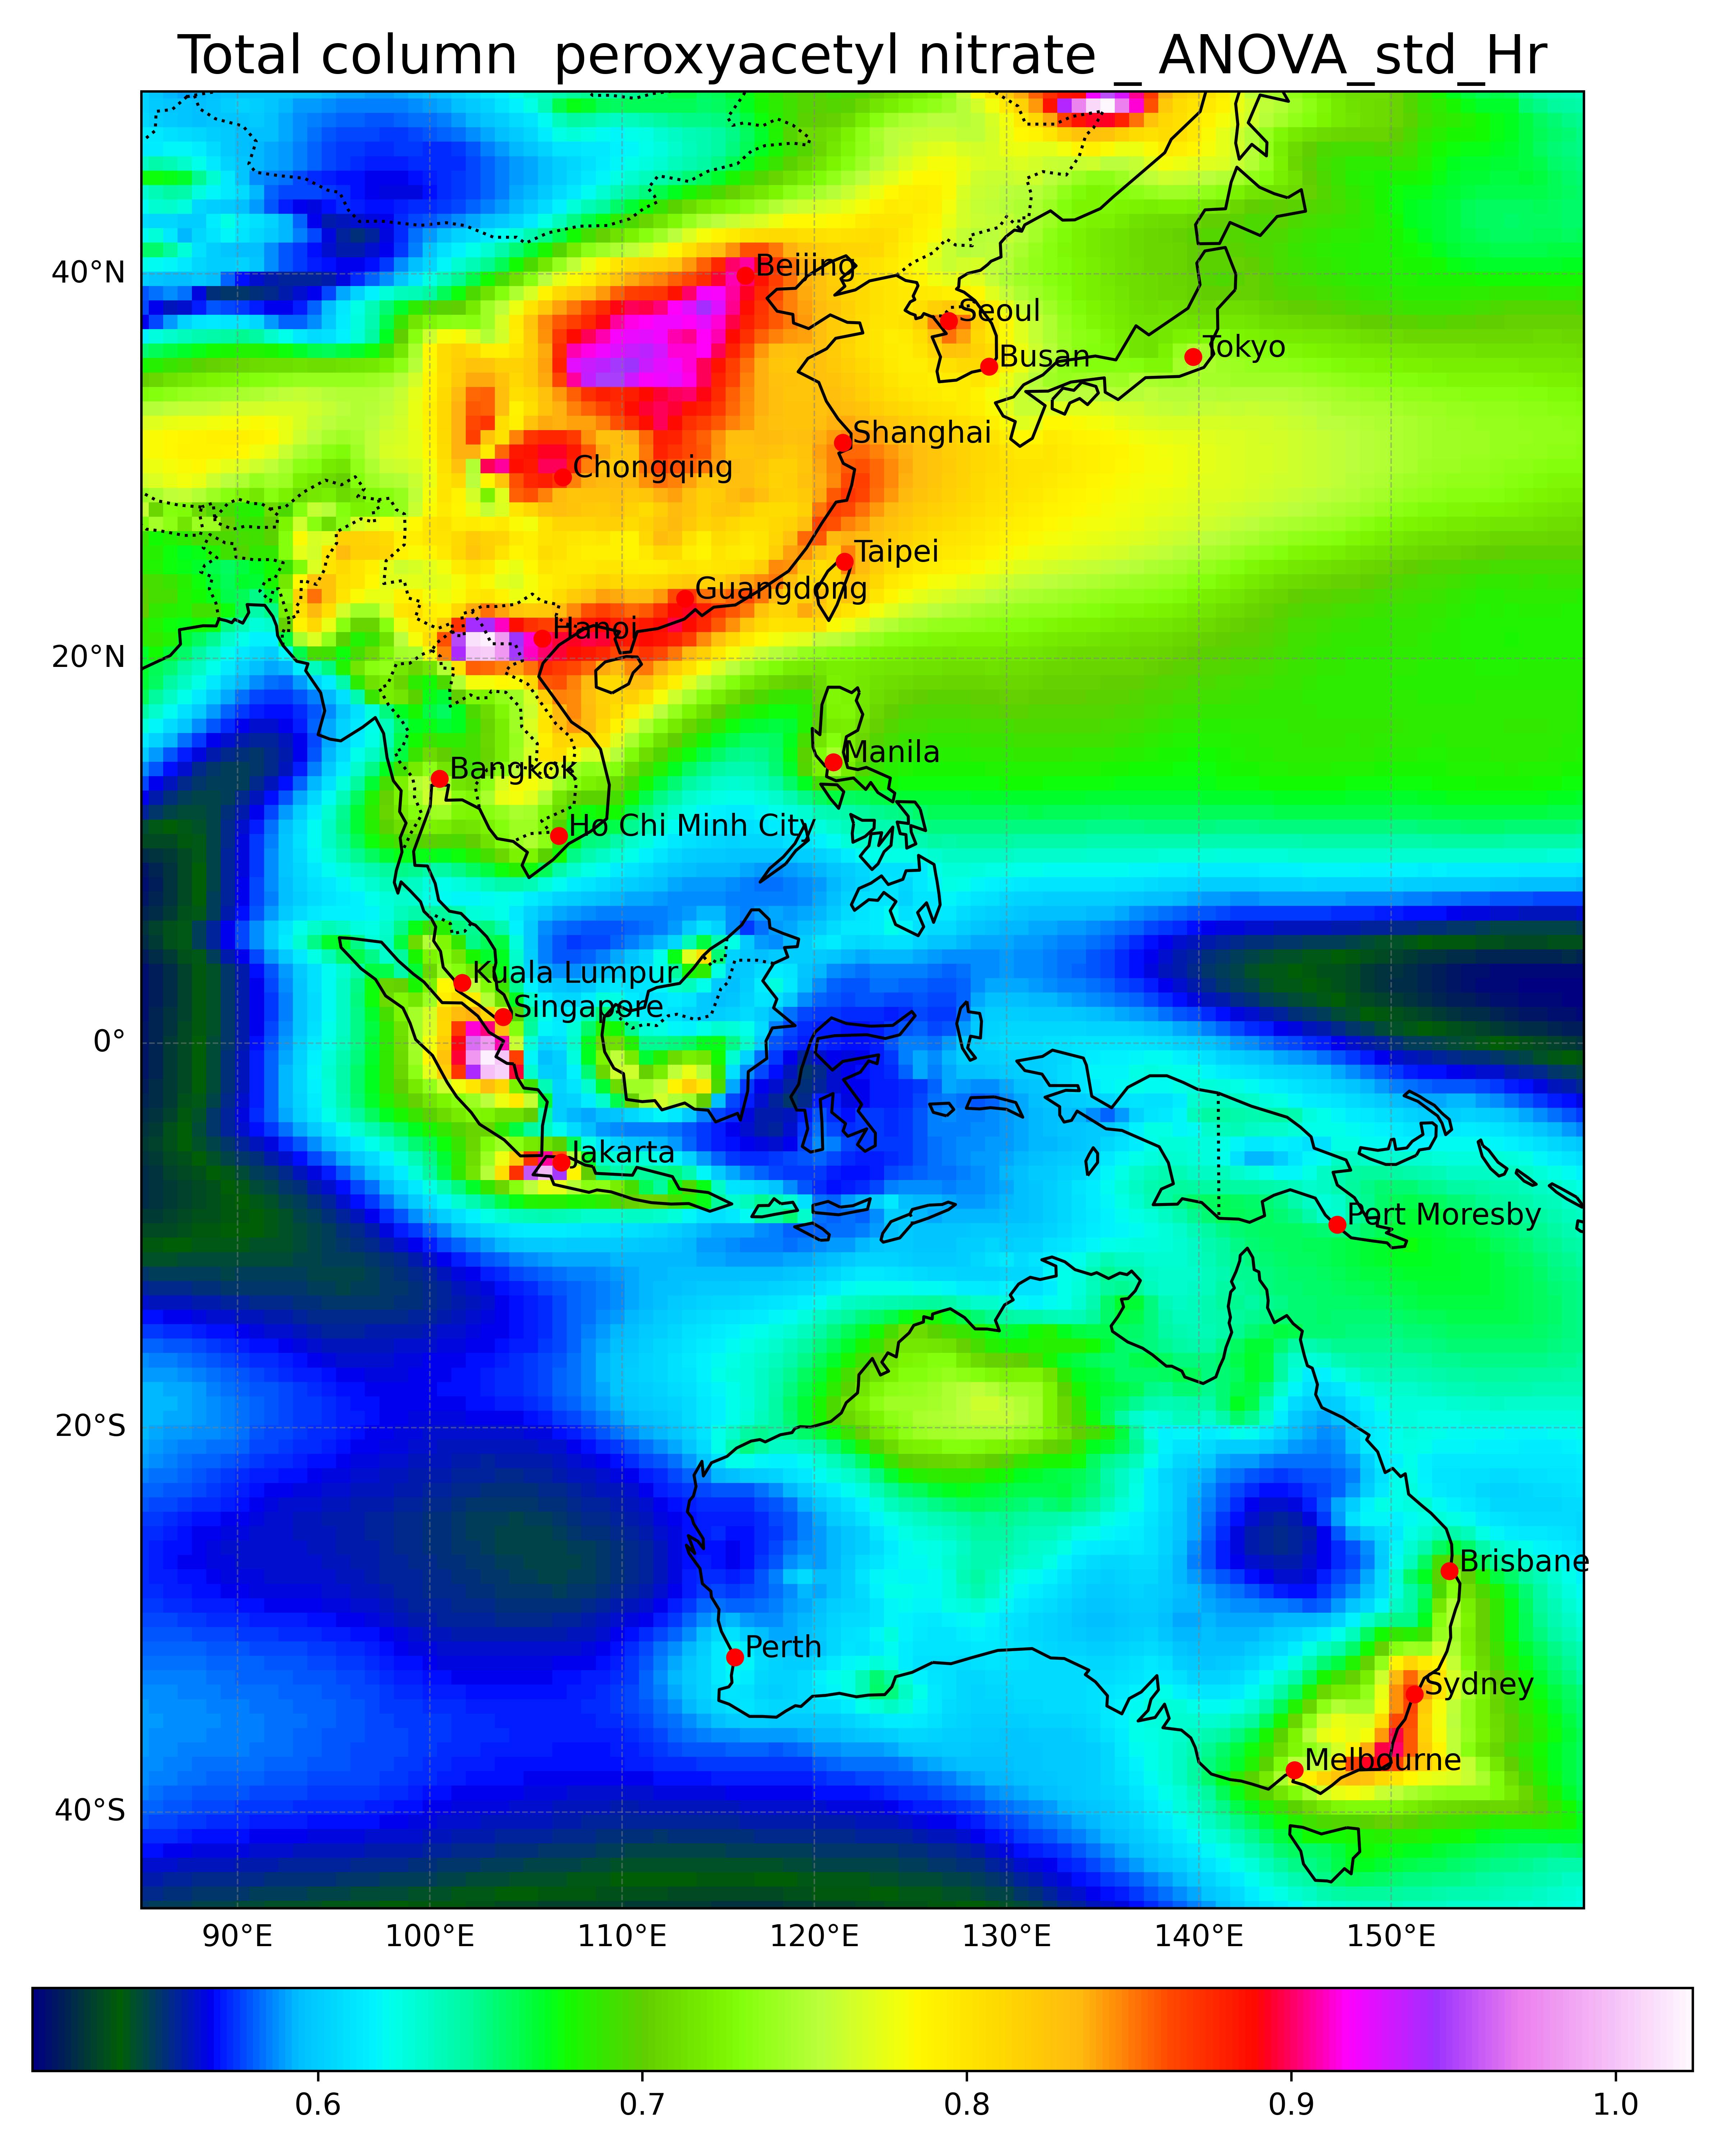 Total column  peroxyacetyl nitrate _ ANOVA_std_Hr
40°N
20°N
0°
20°S
40°S
Beijing
Seoul
Busan
Tokyo
Shanghai
Chongqing
Taipei
Guangdong
Hanoi
Manila
Bangkok
Ho Chi Minh City
Kuala Lumpur
Singapore
Jakarta
Port Moresby
Brisbane
Perth
Sydney
Melbourne
90°E 100°E 110°E 120°E 130°E 140°E 150°E
0.6 0.7 0.8 0.9 1.0